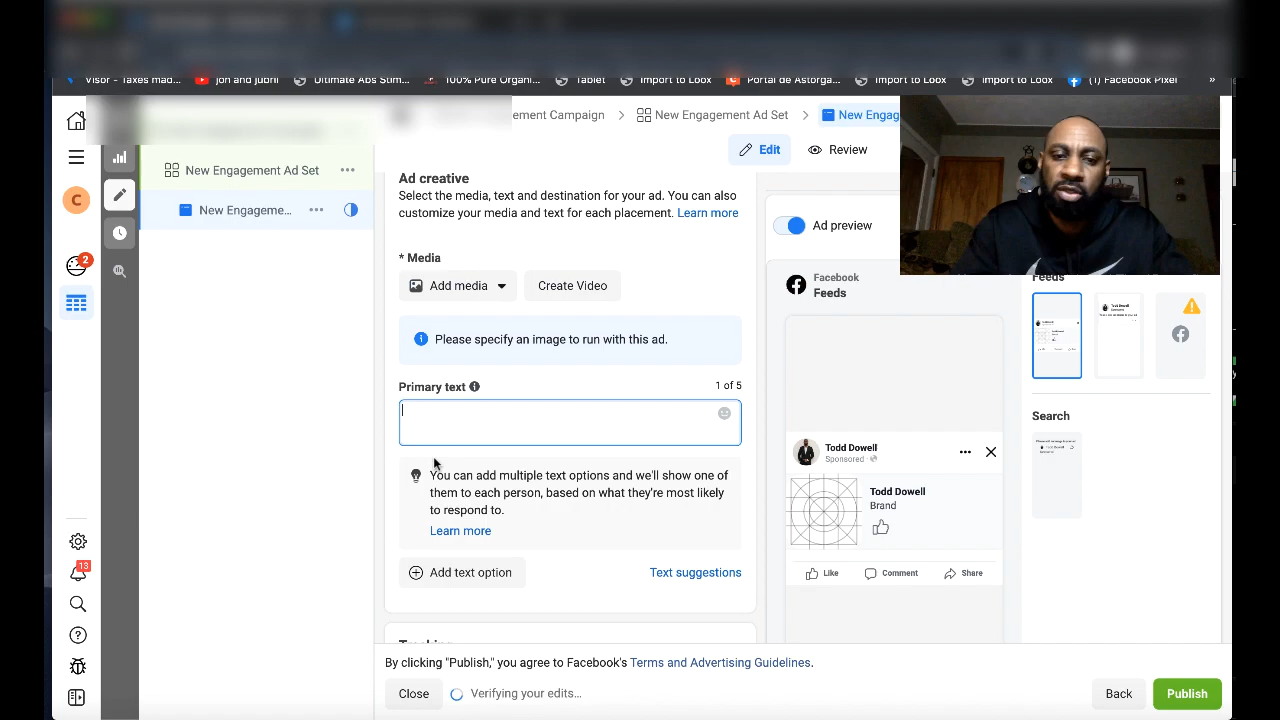 Visor - Taxes mad...
jon and jubhi
Ultimate Abs Stim...
100% Pure Organi...
Tablet
Import to Loox
Portal de Astorga...
Import to Loox
Import to Loox
(1) Facebook Pixel
»
ement Campaign
New Engagement Ad Set
New Engag
New Engagement Ad Set
Edit
Review
C
New Engageme...
Ad creative
Select the media, text and destination for your ad. You can also
customize your media and text for each placement. Learn more
Ad preview
* Media
2
Add media
Create Video
Facebook
Feeds
Feeds
Please specify an image to run with this ad.
Primary text
1 of 5
Search
Todd Dowell
Sponsored
You can add multiple text options and we'll show one of
them to each person, based on what they're most likely
to respond to.
Learn more
Todd Dowell
Brand
13
Add text option
Text suggestions
Like
Comment
Share
Tracking
By clicking "Publish," you agree to Facebook's Terms and Advertising Guidelines.
Close
Verifying your edits...
Back
Publish